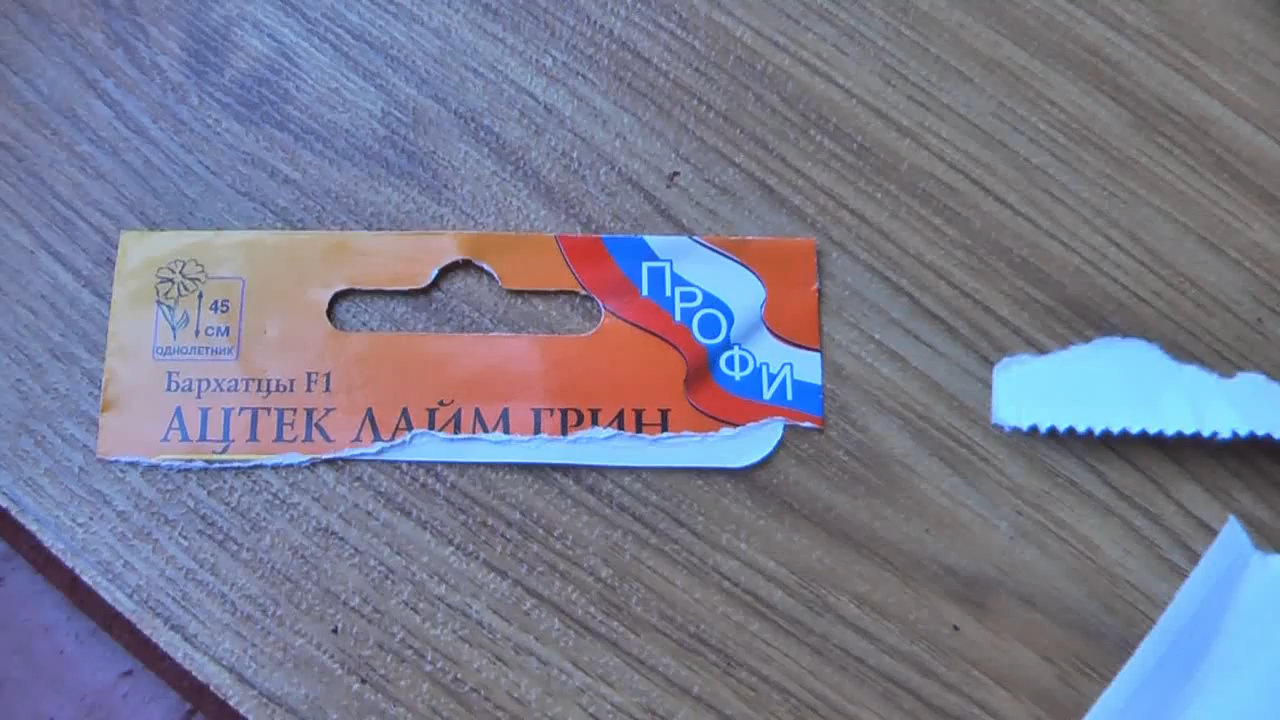 45
СМ
ОДНОЛЕТНИК
Бархатцы F1
АЦТЕК ЛАЙМ ГРИН
ПРОФИ